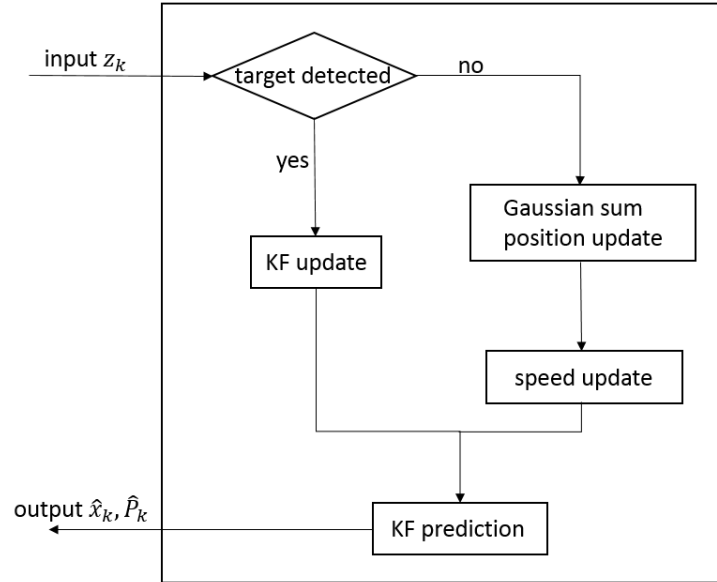 input z_k
target detected
no
yes
Gaussian sum
position update
KF update
speed update
output x̂_k, P̂_k
KF prediction